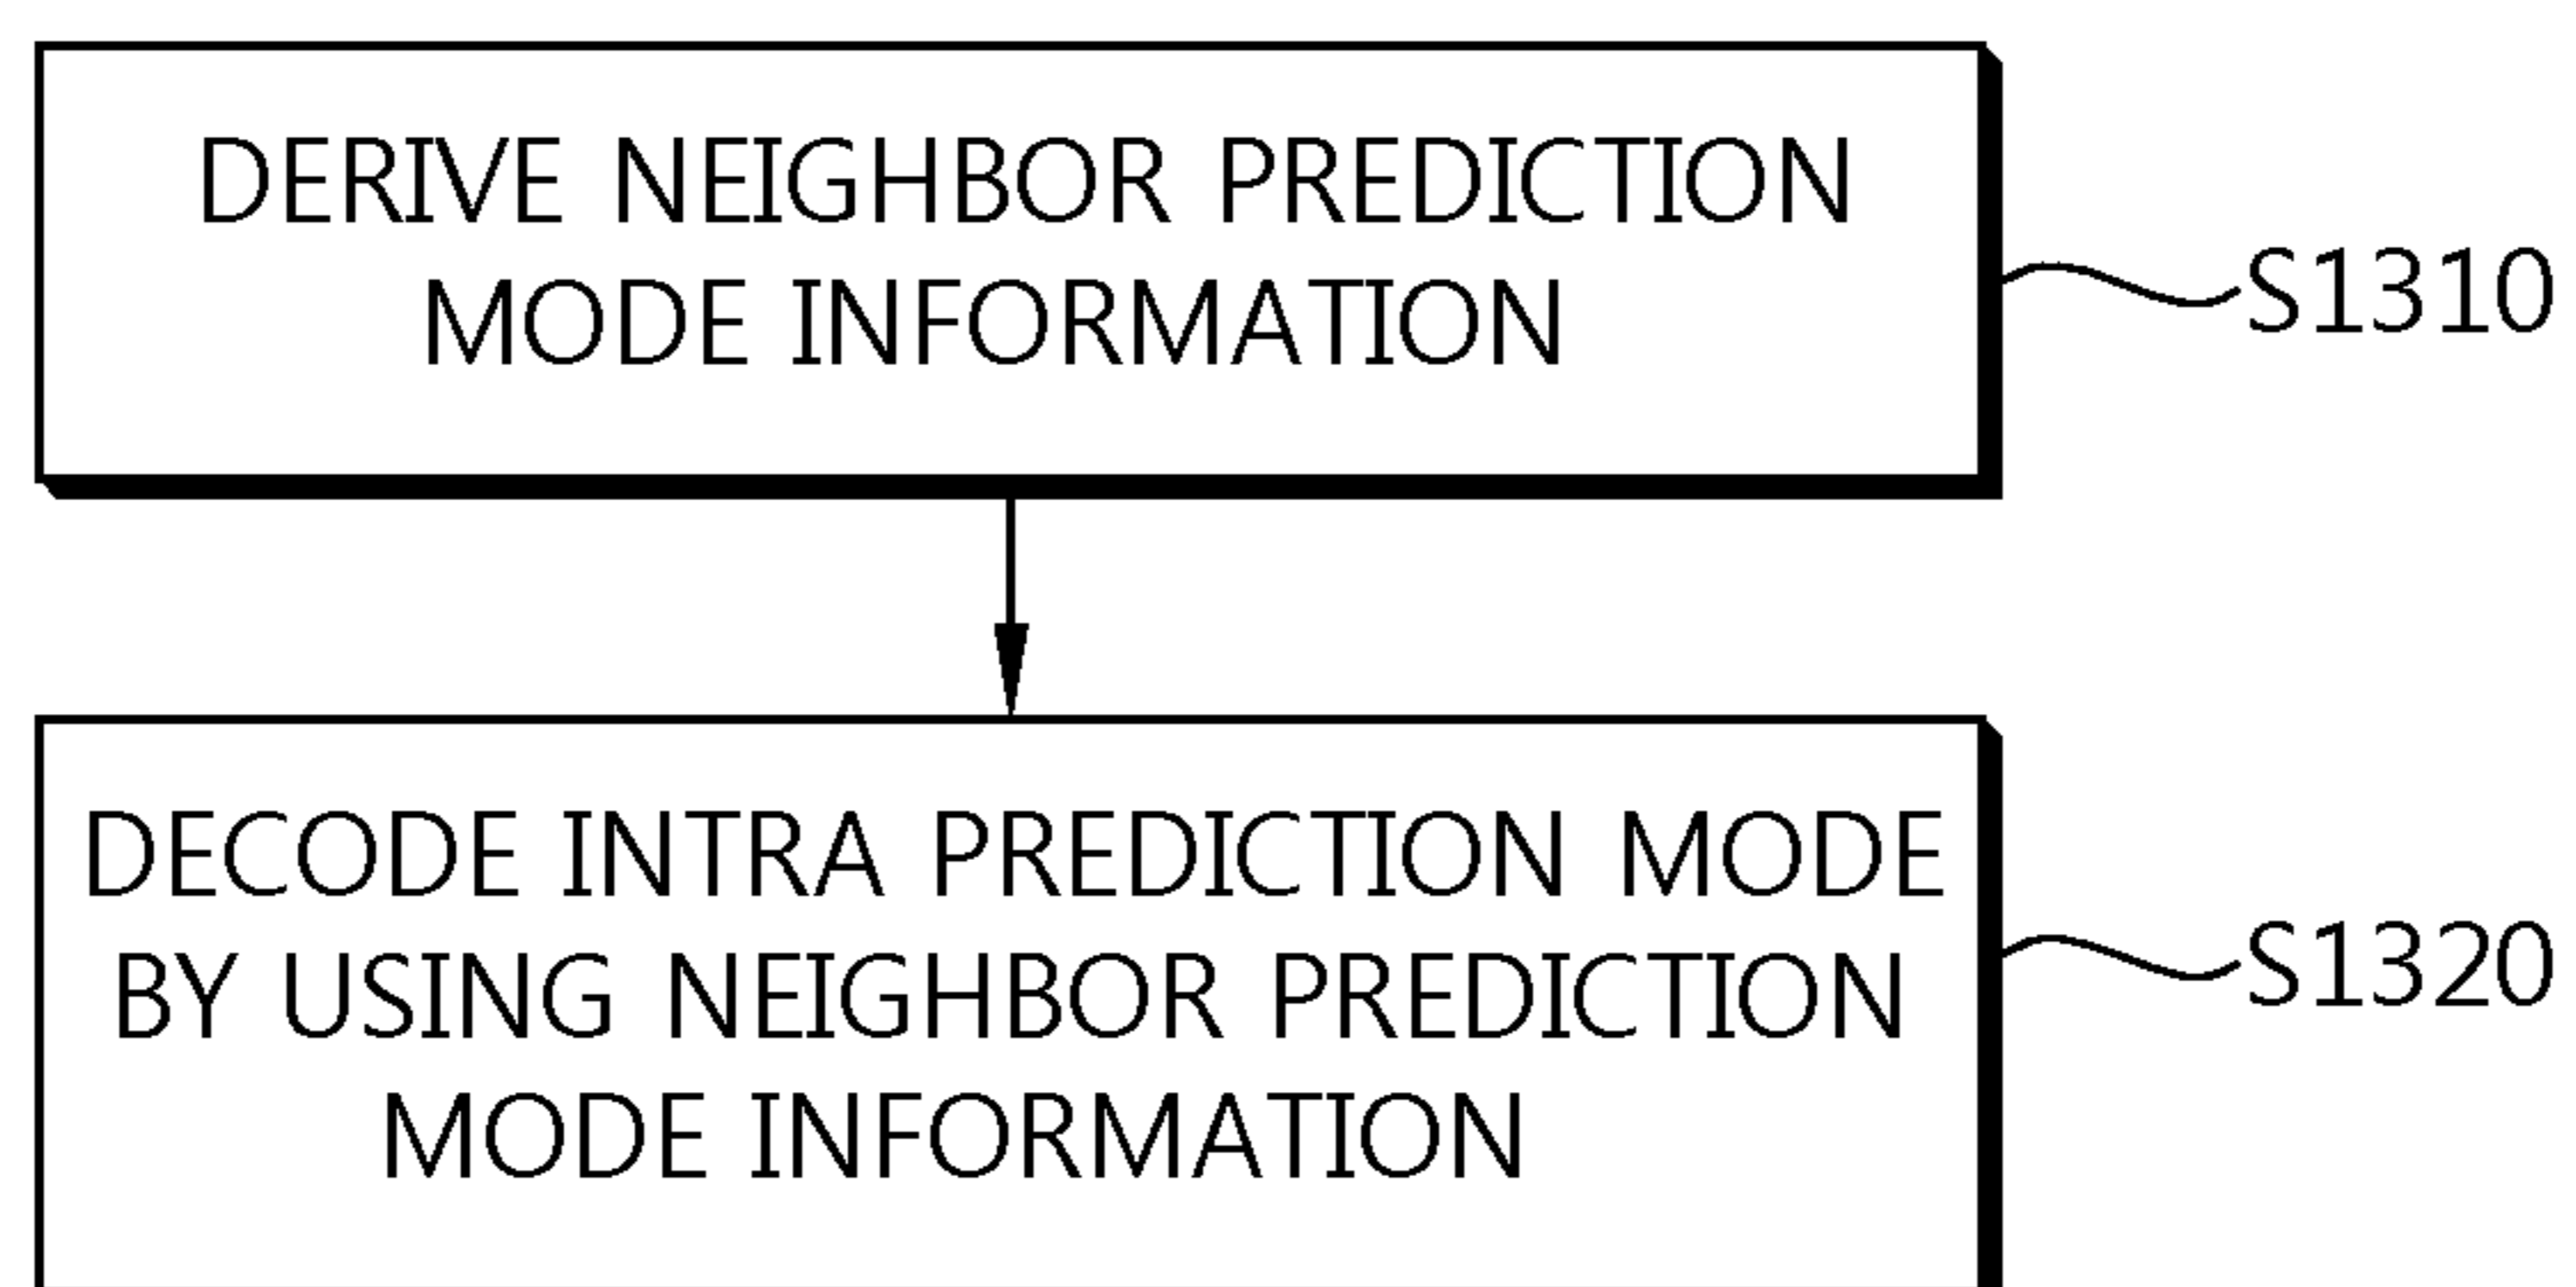 DERIVE NEIGHBOR PREDICTION
MODE INFORMATION
S1310
DECODE INTRA PREDICTION MODE
BY USING NEIGHBOR PREDICTION
MODE INFORMATION
S1320